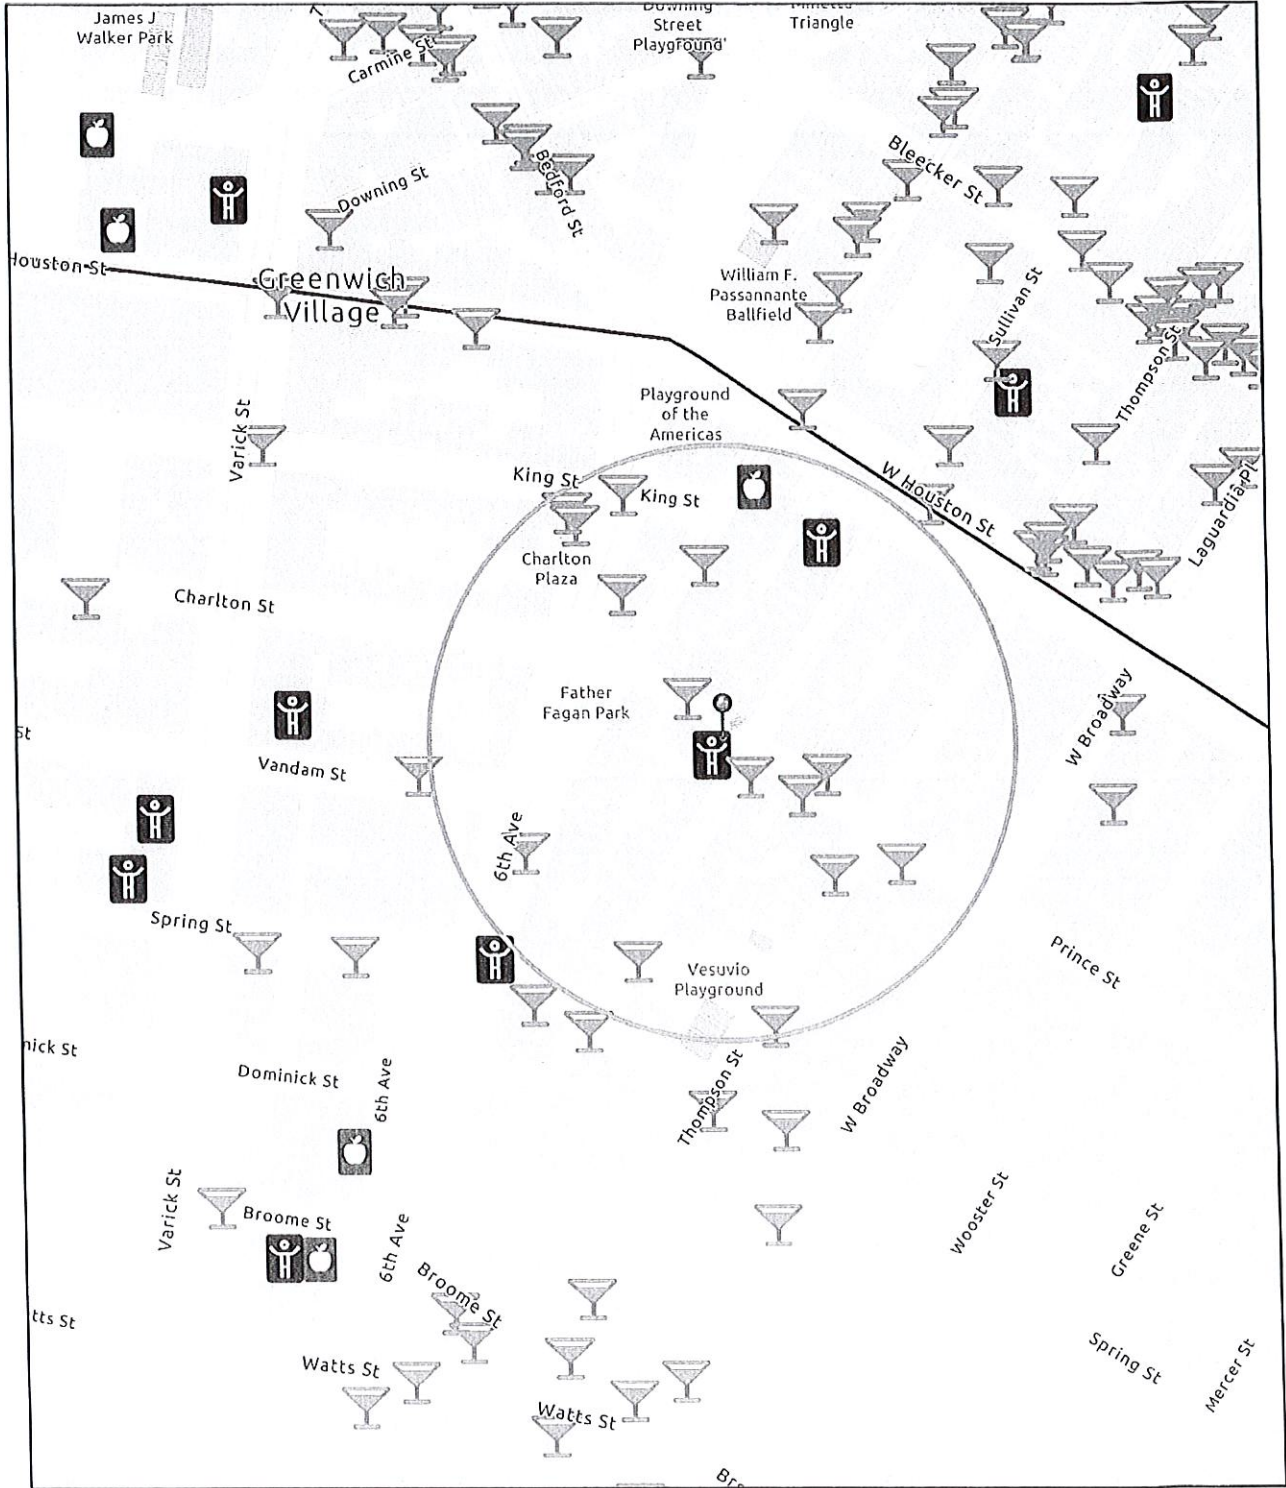 James J
Walker Park
Carmine St
Downing
Street
Playground
Minetta
Triangle
Bleecker St
Downing St
Bedford St
Houston St
Greenwich
Village
William F.
Passannante
Ballfield
Sullivan St
Thompson St
Playground
of the
Americas
Varick St
King St
King St
W Houston St
Laguardia Pl
Charlton
Plaza
Charlton St
Father
Fagan Park
W Broadway
St
Vandam St
6th Ave
Spring St
Prince St
Vesuvio
Playground
nick St
Dominick St
6th Ave
Thompson St
W Broadway
Varick St
Broome St
6th Ave
Wooster St
Greene St
Broome St
tts St
Watts St
Spring St
Mercer St
Watts St
Bro